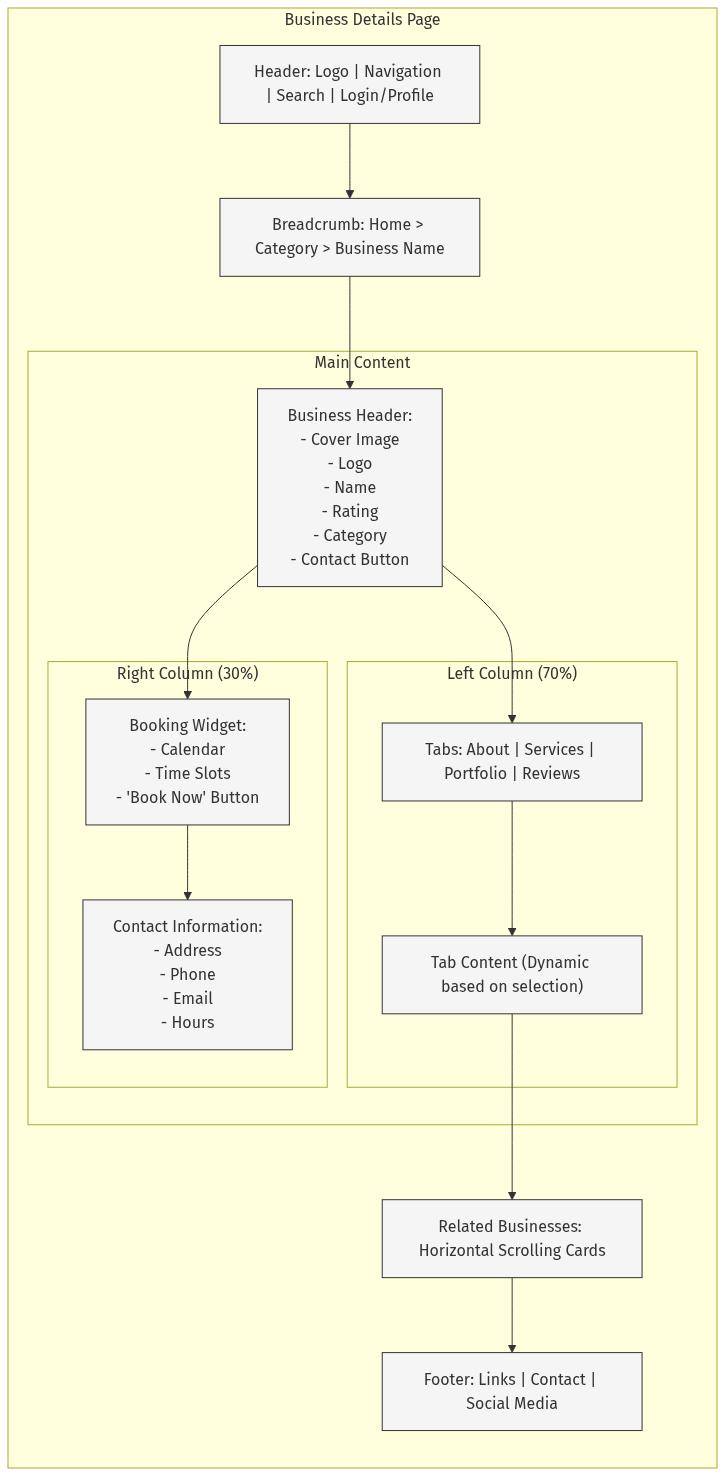 Business Details Page
Header: Logo | Navigation
| Search | Login/Profile
Breadcrumb: Home >
Category > Business Name
Main Content
Business Header:
- Cover Image
- Logo
- Name
- Rating
- Category
- Contact Button
Right Column (30%)
Booking Widget:
- Calendar
- Time Slots
- 'Book Now' Button
Contact Information:
- Address
- Phone
- Email
- Hours
Left Column (70%)
Tabs: About | Services |
Portfolio | Reviews
Tab Content (Dynamic
based on selection)
Related Businesses:
Horizontal Scrolling Cards
Footer: Links | Contact |
Social Media